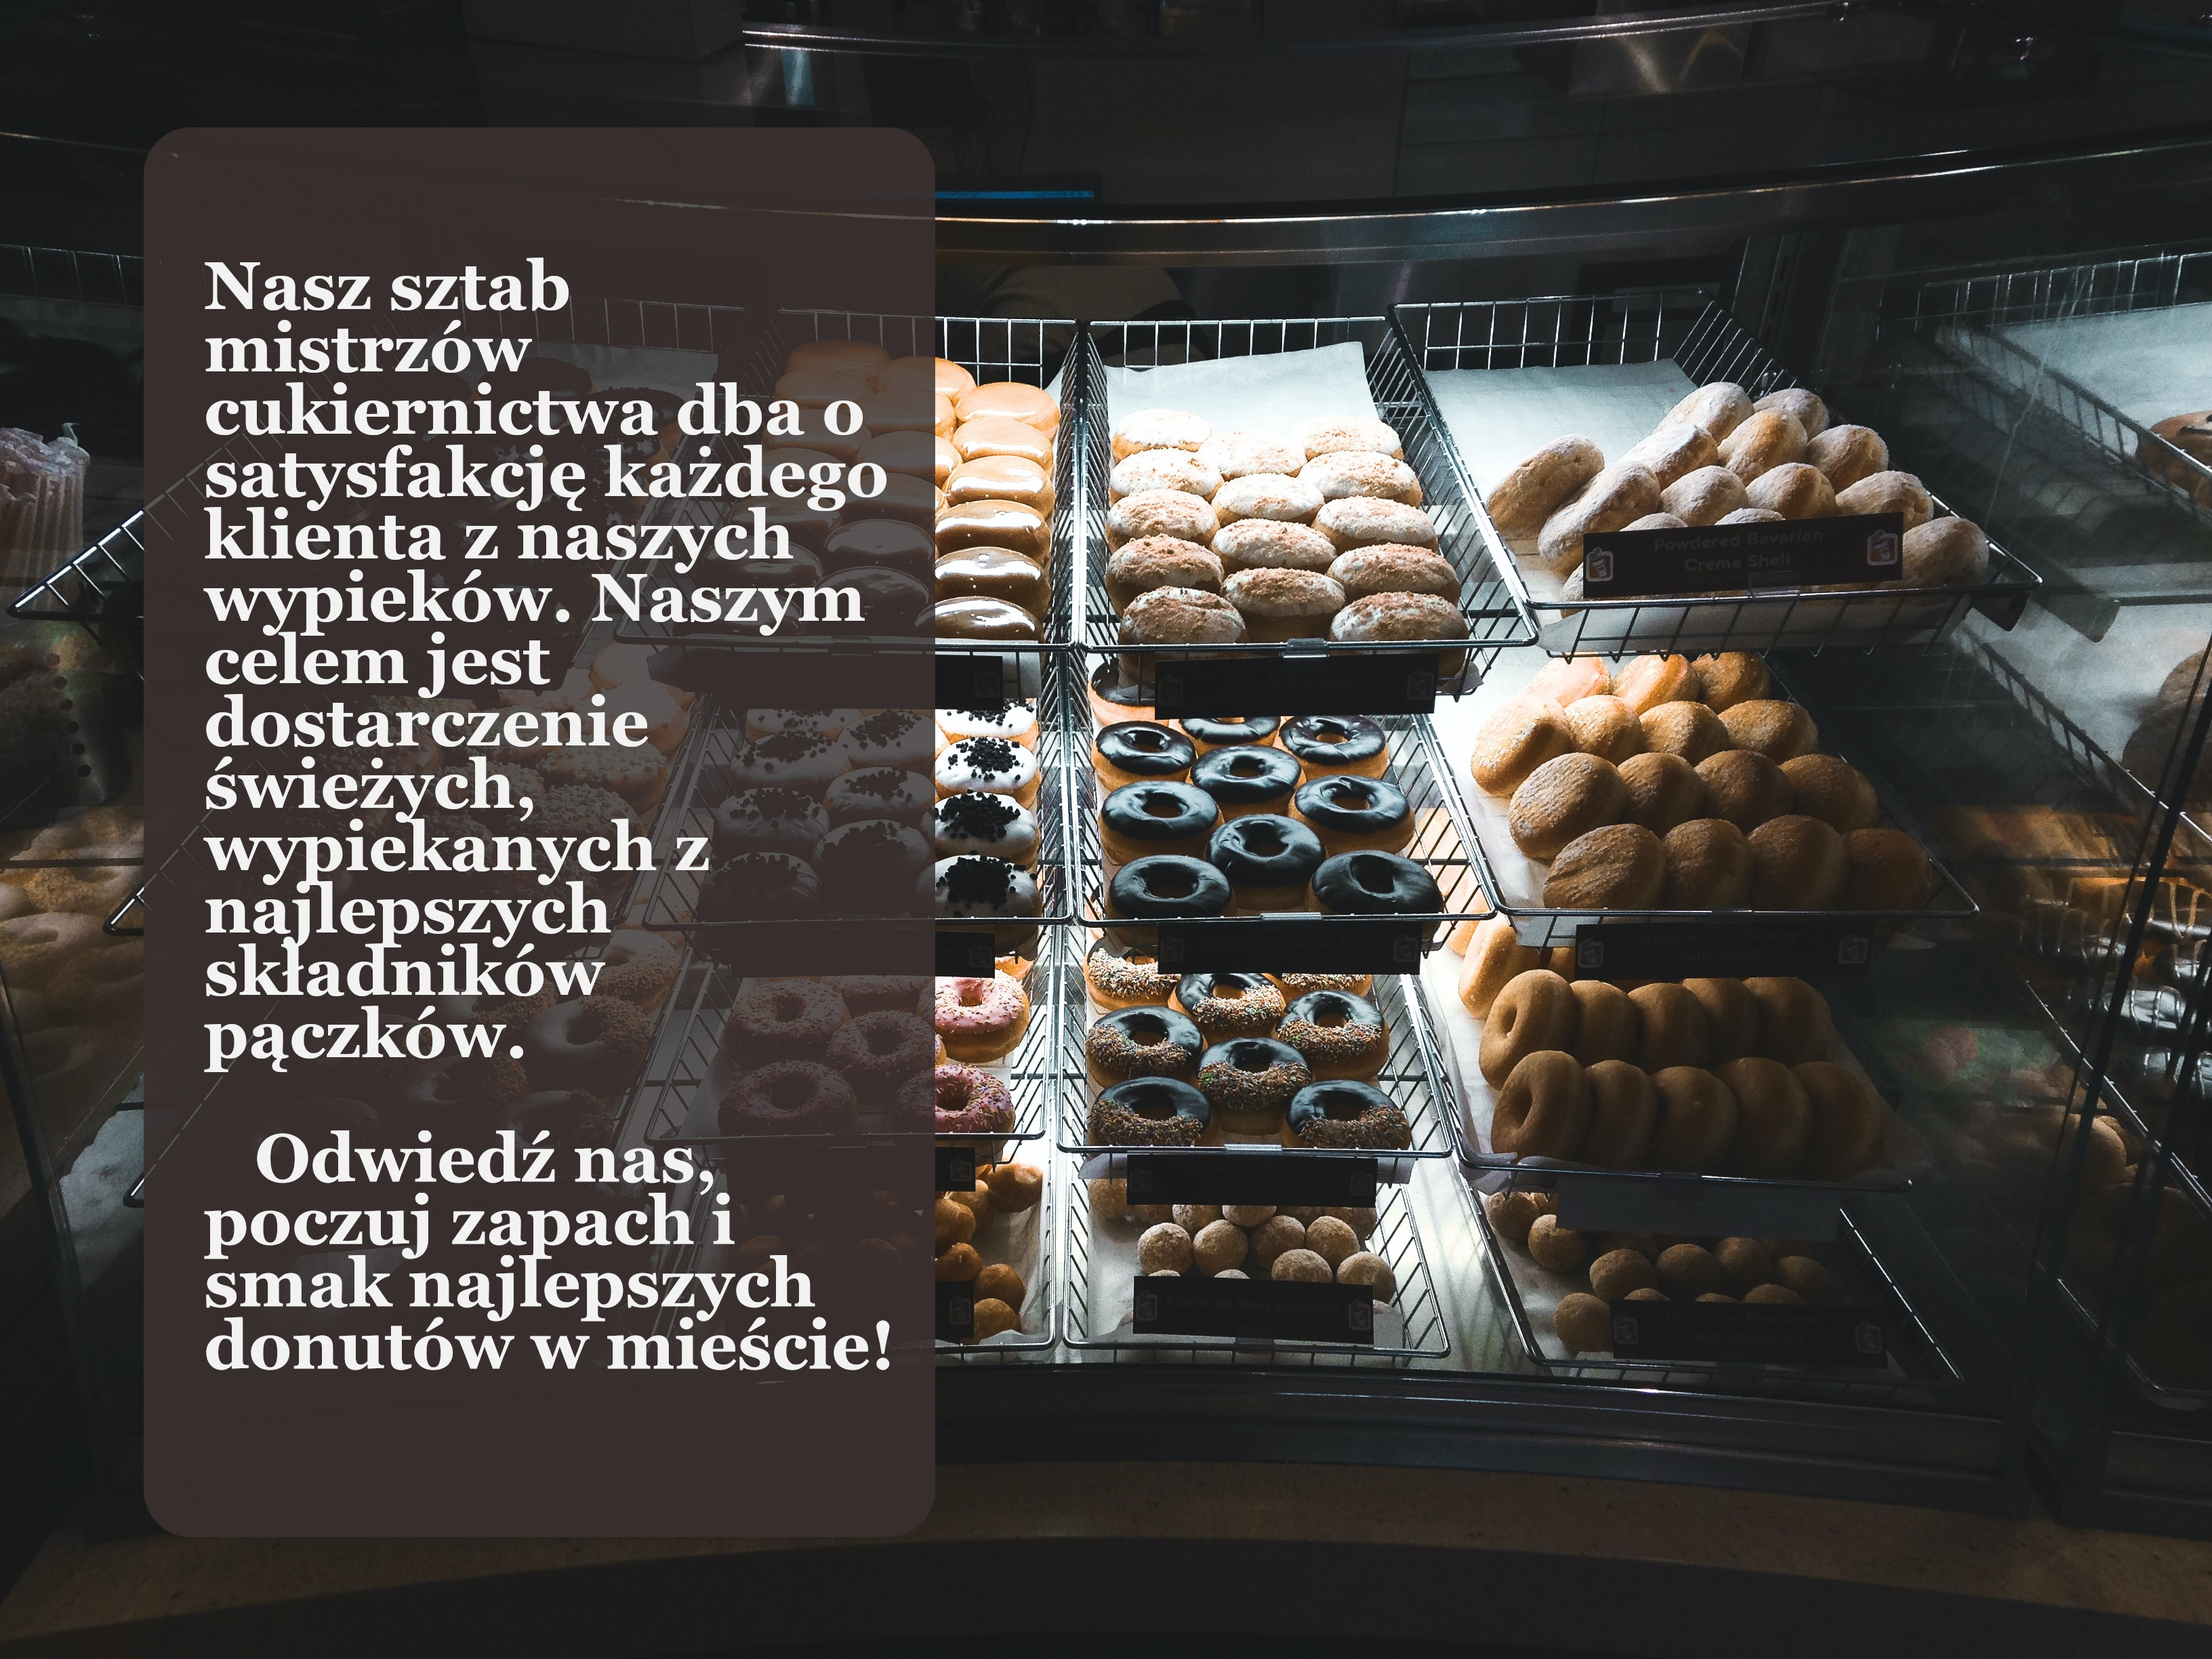 Nasz sztab
mistrzów
cukiernictwa dba o
satysfakcję każdego
klienta z naszych
wypieków. Naszym
celem jest
dostarczenie
świeżych,
wypiekanych z
najlepszych
składników
pączków.
Odwiedź nas,
poczuj zapach i
smak najlepszych
donutów w mieście!
Powdered Bavarian
Creme Shell